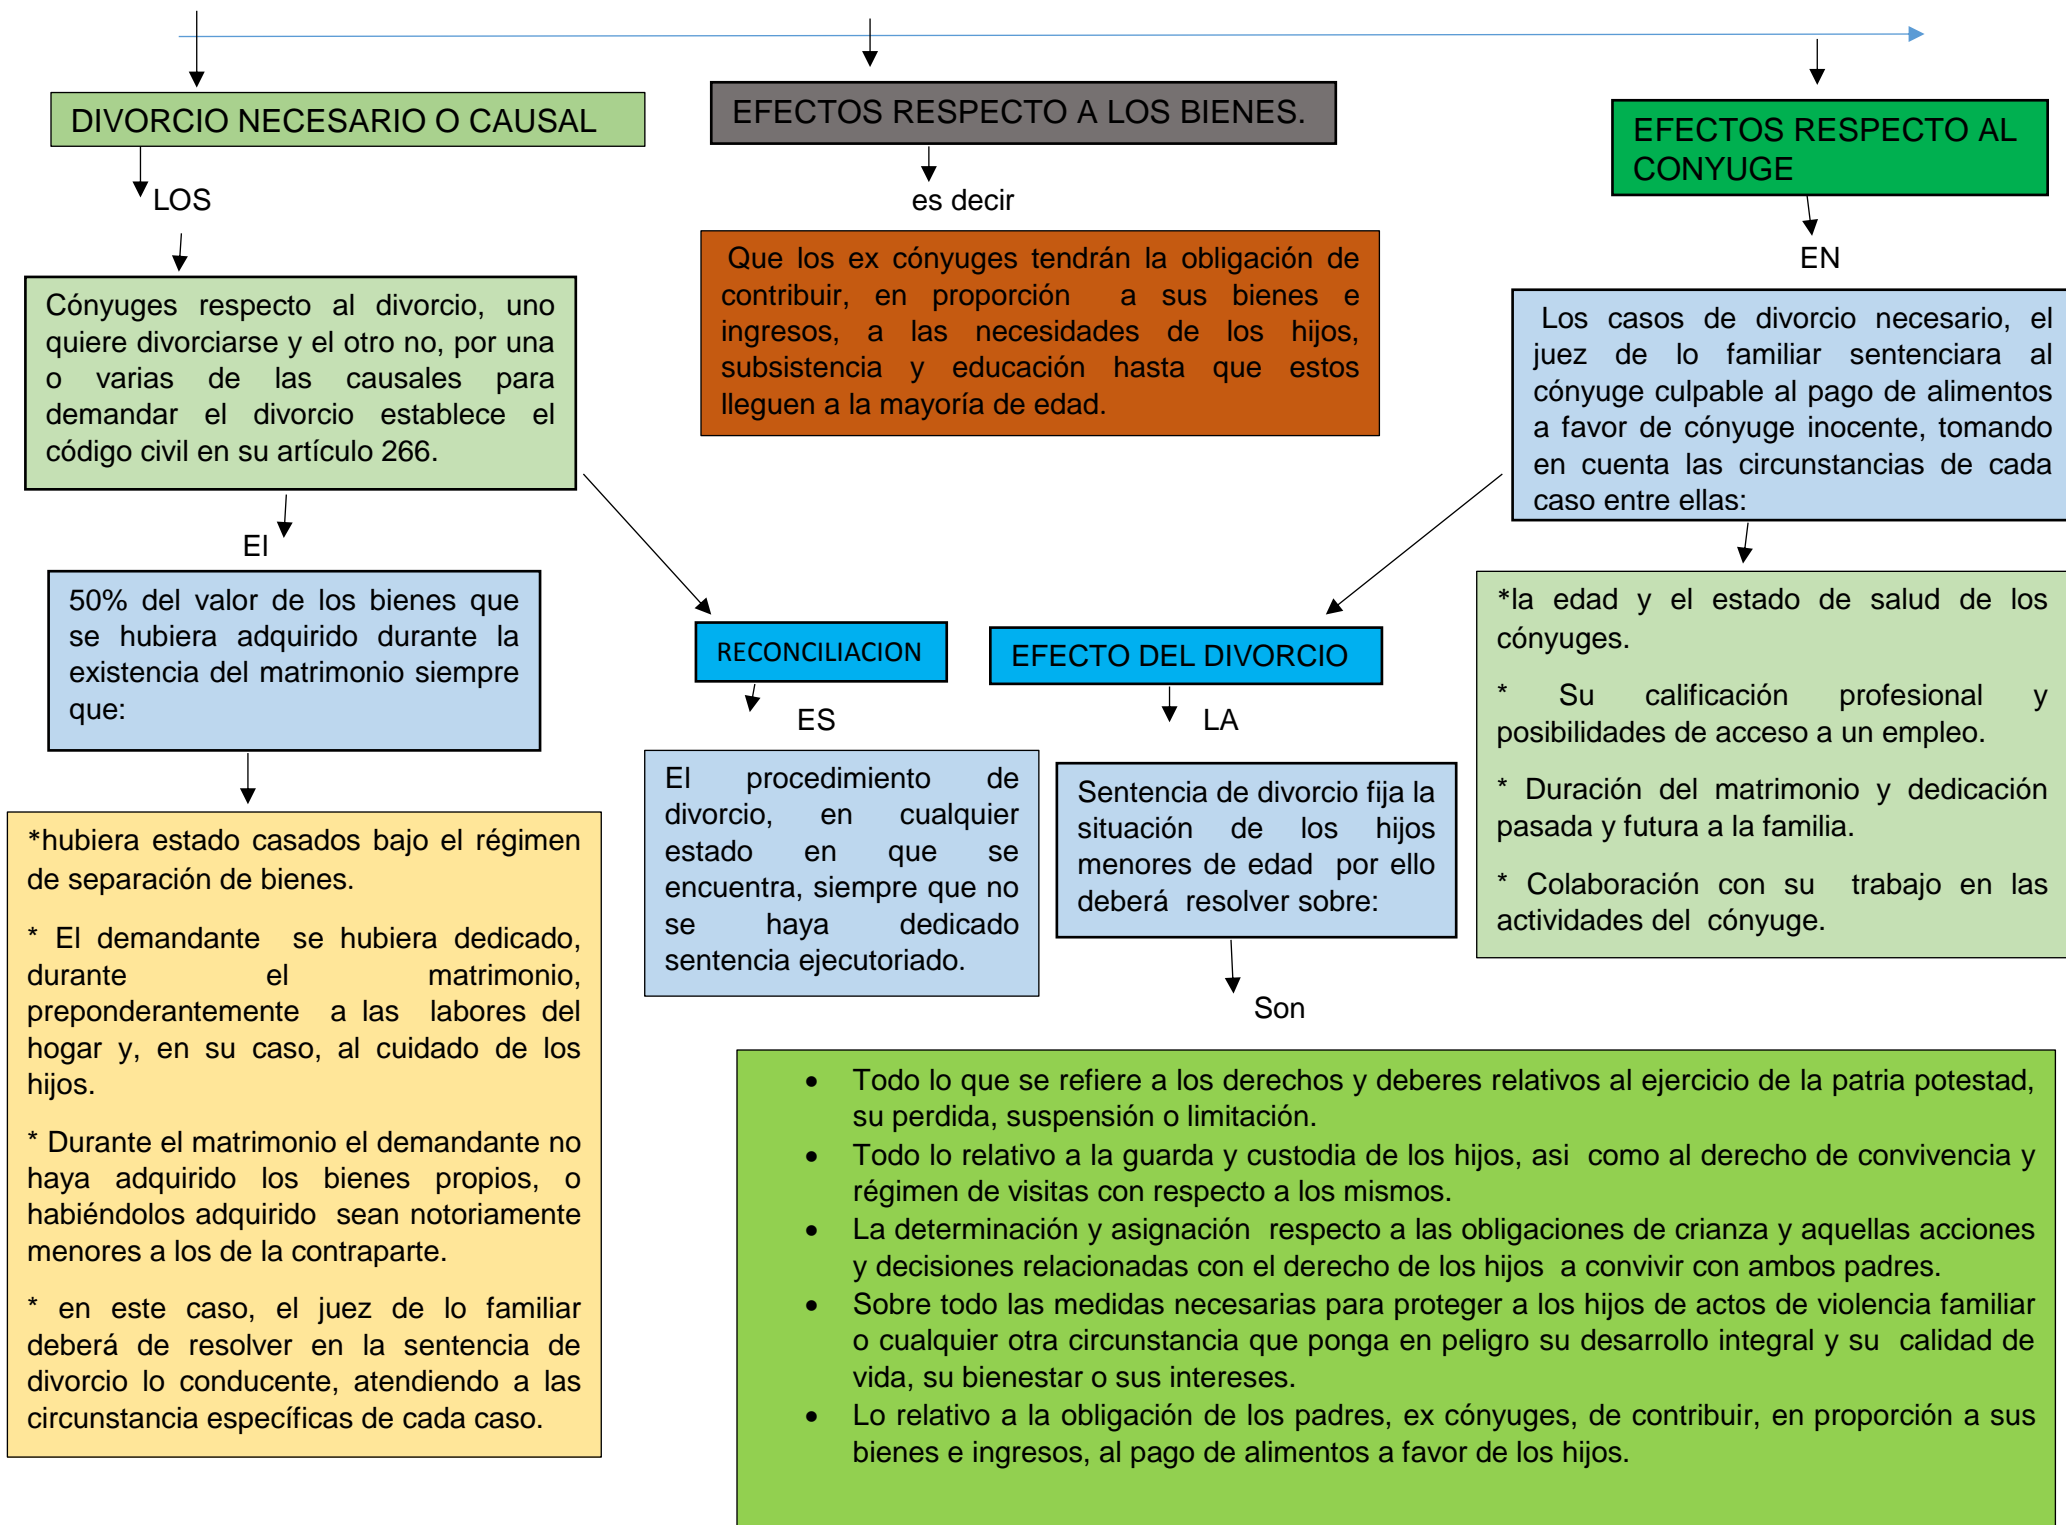 DIVORCIO NECESARIO O CAUSAL
LOS
Cónyuges respecto al divorcio, uno
quiere divorciarse y el otro no, por una
o varias de las causales para
demandar el divorcio establece el
código civil en su artículo 266.
El
50% del valor de los bienes que
se hubiera adquirido durante la
existencia del matrimonio siempre
que:
*hubiera estado casados bajo el régimen
de separación de bienes.
* El demandante se hubiera dedicado,
durante el matrimonio,
preponderantemente a las labores del
hogar y, en su caso, al cuidado de los
hijos.
* Durante el matrimonio el demandante no
haya adquirido los bienes propios, o
habiéndolos adquirido sean notoriamente
menores a los de la contraparte.
* en este caso, el juez de lo familiar
deberá de resolver en la sentencia de
divorcio lo conducente, atendiendo a las
circunstancia específicas de cada caso.
EFECTOS RESPECTO A LOS BIENES.
es decir
Que los ex cónyuges tendrán la obligación de
contribuir, en proporción a sus bienes e
ingresos, a las necesidades de los hijos,
subsistencia y educación hasta que estos
lleguen a la mayoría de edad.
RECONCILIACION
ES
El procedimiento de
divorcio, en cualquier
estado en que se
encuentra, siempre que no
se haya dedicado
sentencia ejecutoriado.
EFECTO DEL DIVORCIO
LA
Sentencia de divorcio fija la
situación de los hijos
menores de edad por ello
deberá resolver sobre:
Son
• Todo lo que se refiere a los derechos y deberes relativos al ejercicio de la patria potestad,
su perdida, suspensión o limitación.
• Todo lo relativo a la guarda y custodia de los hijos, asi como al derecho de convivencia y
régimen de visitas con respecto a los mismos.
• La determinación y asignación respecto a las obligaciones de crianza y aquellas acciones
y decisiones relacionadas con el derecho de los hijos a convivir con ambos padres.
• Sobre todo las medidas necesarias para proteger a los hijos de actos de violencia familiar
o cualquier otra circunstancia que ponga en peligro su desarrollo integral y su calidad de
vida, su bienestar o sus intereses.
• Lo relativo a la obligación de los padres, ex cónyuges, de contribuir, en proporción a sus
bienes e ingresos, al pago de alimentos a favor de los hijos.
EFECTOS RESPECTO AL
CONYUGE
EN
Los casos de divorcio necesario, el
juez de lo familiar sentenciara al
cónyuge culpable al pago de alimentos
a favor de cónyuge inocente, tomando
en cuenta las circunstancias de cada
caso entre ellas:
*la edad y el estado de salud de los
cónyuges.
* Su calificación profesional y
posibilidades de acceso a un empleo.
* Duración del matrimonio y dedicación
pasada y futura a la familia.
* Colaboración con su trabajo en las
actividades del cónyuge.